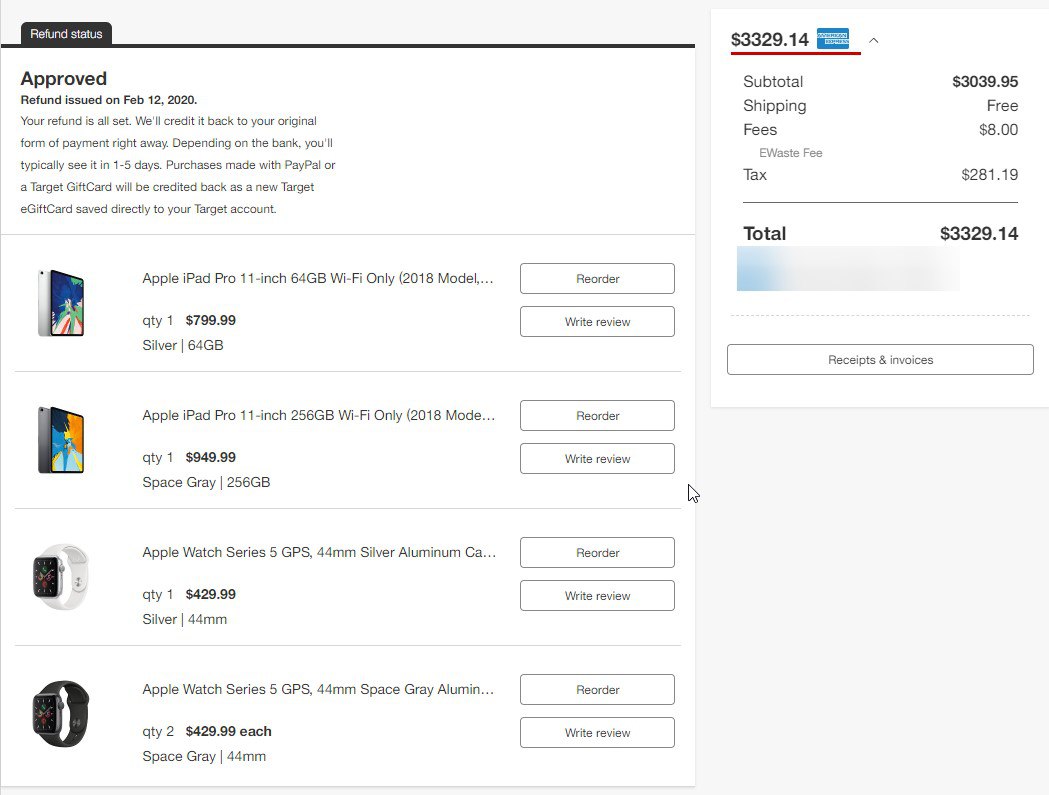 Refund status
Approved
Refund issued on Feb 12, 2020.
Your refund is all set. We'll credit it back to your original
form of payment right away. Depending on the bank, you'll
typically see it in 1-5 days. Purchases made with PayPal or
a Target GiftCard will be credited back as a new Target
eGiftCard saved directly to your Target account.
Apple iPad Pro 11-inch 64GB Wi-Fi Only (2018 Model,...
qty 1 $799.99
Silver | 64GB
Reorder
Write review
Apple iPad Pro 11-inch 256GB Wi-Fi Only (2018 Mode...
qty 1 $949.99
Space Gray | 256GB
Reorder
Write review
Apple Watch Series 5 GPS, 44mm Silver Aluminum Ca...
qty 1 $429.99
Silver | 44mm
Reorder
Write review
Apple Watch Series 5 GPS, 44mm Space Gray Alumin...
qty 2 $429.99 each
Space Gray | 44mm
Reorder
Write review
$3329.14 AMERICAN EXPRESS
Subtotal $3039.95
Shipping Free
Fees $8.00
EWaste Fee
Tax $281.19
Total $3329.14
Receipts & invoices